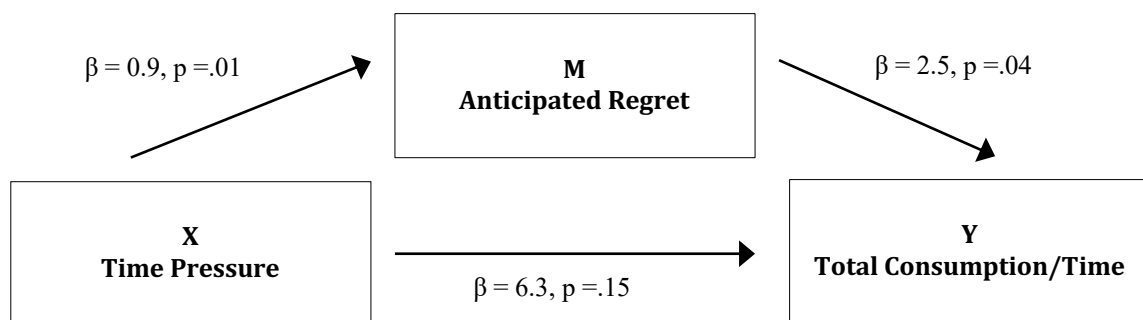 β = 0.9, p =.01
M
Anticipated Regret
β = 2.5, p =.04
X
Time Pressure
β = 6.3, p =.15
Y
Total Consumption/Time